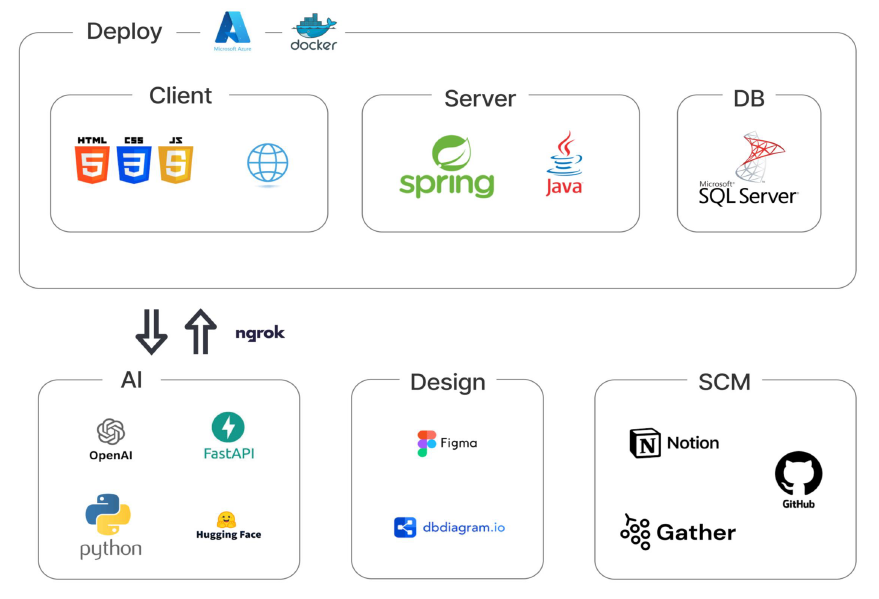 Deploy
Microsoft Azure
docker
Client
Server
DB
HTML
CSS
JS
5
3
5
spring
Java
Microsoft®
SQL Server®
ngrok
AI
Design
SCM
OpenAI
FastAPI
Figma
N Notion
GitHub
python
Hugging Face
dbdiagram.io
Gather